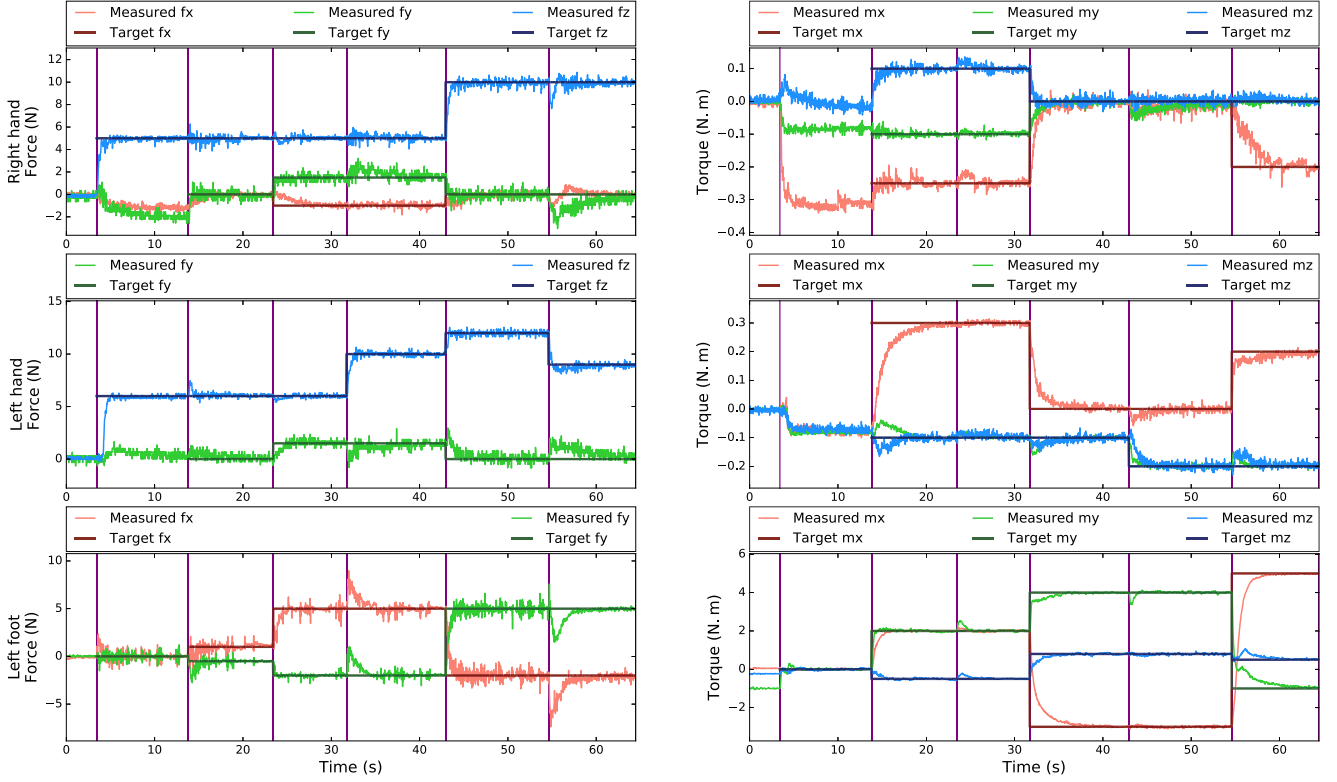 Measured fx Measured fy Measured fz
Target fx Target fy Target fz
Right hand
Force (N)
12
10
8
6
4
2
0
−2
0 10 20 30 40 50 60
Measured mx Measured my Measured mz
Target mx Target my Target mz
Torque (N. m)
0.1
0.0
−0.1
−0.2
−0.3
−0.4
0 10 20 30 40 50 60
Measured fy Measured fz
Target fy Target fz
Left hand
Force (N)
15
10
5
0
0 10 20 30 40 50 60
Measured mx Measured my Measured mz
Target mx Target my Target mz
Torque (N. m)
0.3
0.2
0.1
0.0
−0.1
−0.2
0 10 20 30 40 50 60
Measured fx Measured fy
Target fx Target fy
Left foot
Force (N)
10
5
0
−5
0 10 20 30 40 50 60
Time (s)
Measured mx Measured my Measured mz
Target mx Target my Target mz
Torque (N. m)
6
4
2
0
−2
0 10 20 30 40 50 60
Time (s)